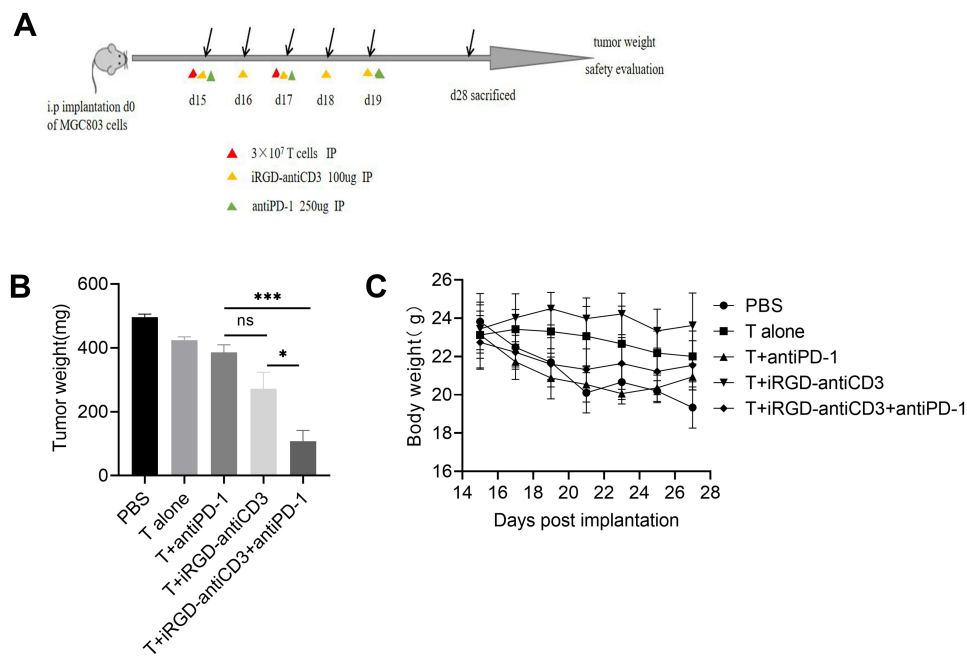 A
tumor weight
safety evaluation
i.p implantation d0
of MGC803 cells
d15
d16
d17
d18
d19
d28 sacrificed
3×10⁷ T cells IP
iRGD-antiCD3 100ug IP
antiPD-1 250ug IP
B
Tumor weight(mg)
600
400
200
0
***
ns
*
PBS
T alone
T+antiPD-1
T+iRGD-antiCD3
T+iRGD-antiCD3+antiPD-1
C
Body weight( g)
26
24
22
20
18
16
14
16
18
20
22
24
26
28
Days post implantation
PBS
T alone
T+antiPD-1
T+iRGD-antiCD3
T+iRGD-antiCD3+antiPD-1